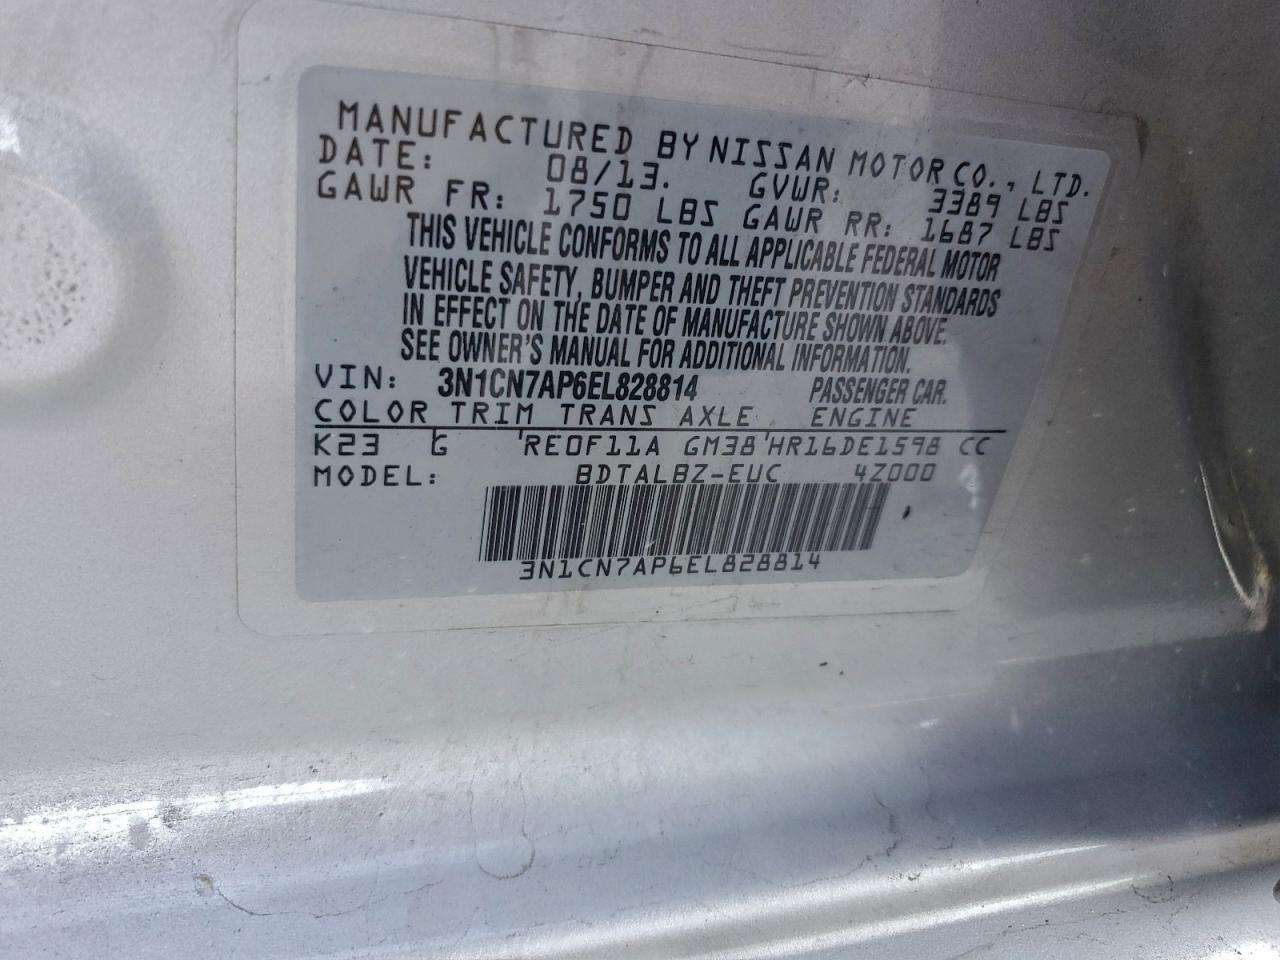 MANUFACTURED BY NISSAN MOTOR CO., LTD.
DATE: 08/13. GVWR: 3389 LBS
GAWR FR: 1750 LBS GAWR RR: 1687 LBS
THIS VEHICLE CONFORMS TO ALL APPLICABLE FEDERAL MOTOR
VEHICLE SAFETY, BUMPER AND THEFT PREVENTION STANDARDS
IN EFFECT ON THE DATE OF MANUFACTURE SHOWN ABOVE.
SEE OWNER'S MANUAL FOR ADDITIONAL INFORMATION.
VIN: 3N1CN7AP6EL828814 PASSENGER CAR.
COLOR TRIM TRANS AXLE ENGINE
K23 G RE0F11A GM38 HR16DE1598 CC
MODEL: BDTALBZ-EUC 4Z000
3N1CN7AP6EL828814